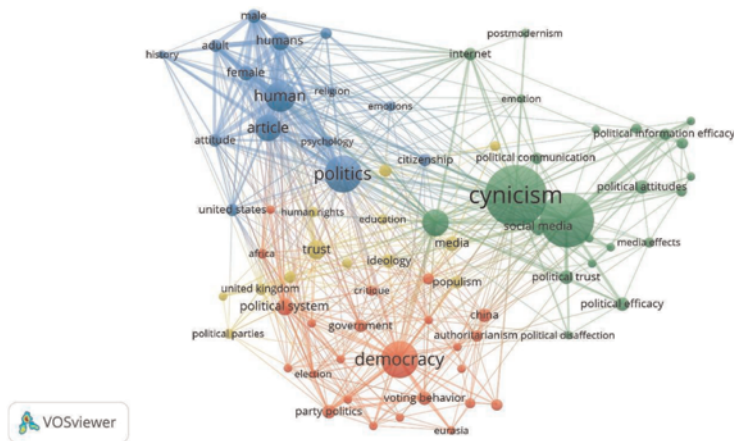 male
humans
history
adult
postmodernism
internet
female
human
religion
emotion
emotions
article
attitude
psychology
political information efficacy
citizenship
political communication
politics
cynicism
political attitudes
united states
human rights
education
social media
media
media effects
africa
trust
ideology
political trust
united kingdom
critique
populism
political system
political efficacy
government
china
political parties
authoritarianism
political disaffection
democracy
election
voting behavior
party politics
eurasia
VOSviewer